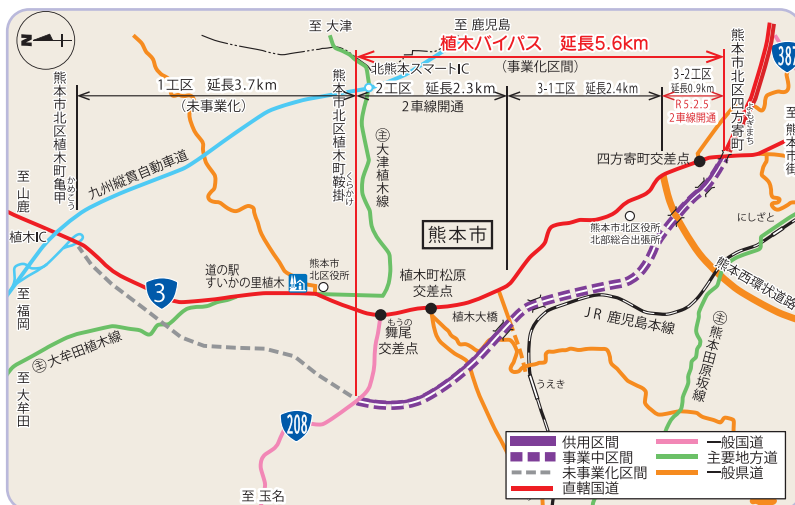 至 大津
至 鹿児島
植木バイパス 延長5.6km
(事業化区間)
北熊本スマートIC
387
N
1工区 延長3.7km
(未事業化)
2工区 延長2.3km
2車線開通
3-1工区 延長2.4km
3-2工区
延長0.9km
R5.2.5
2車線開通
熊本市北区植木町亀甲
かめこう
熊本市北区植木町鞍掛
くらかけ
熊本市北区四方寄町
よもぎまち
至 熊本市街
至 山鹿
九州縦貫自動車道
主 大津植木線
四方寄町交差点
植木IC
熊本市
熊本市北区役所
北部総合出張所
にしざと
道の駅
すいかの里植木
熊本市
北区役所
植木町松原
交差点
3
至 福岡
熊本西環状道路
植木大橋
JR 鹿児島本線
舞尾
もうの
交差点
主 大牟田植木線
主 熊本田原坂線
至 大牟田
うえき
208
至 玉名
供用区間
事業中区間
未事業化区間
直轄国道
一般国道
主要地方道
一般県道